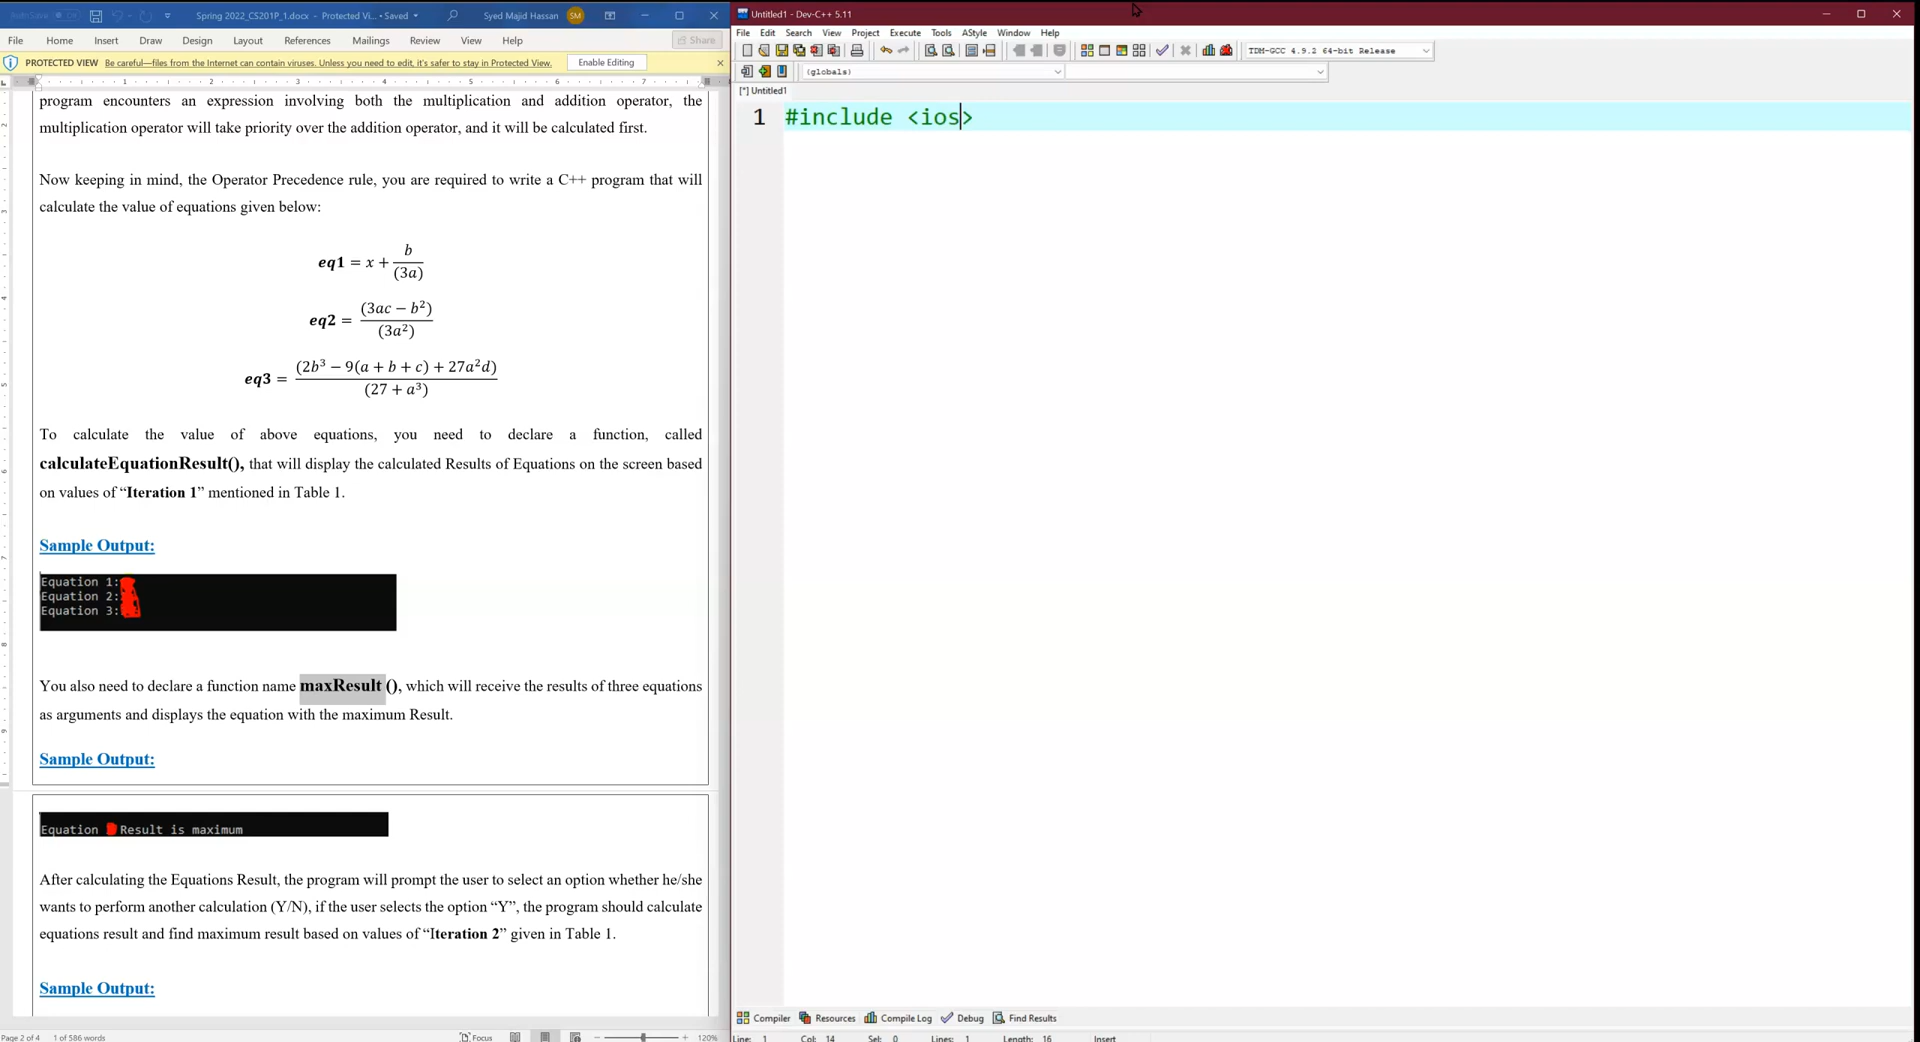 Spring 2022_CS201P_1.docx - Protected Vi... • Saved
Syed Majid Hassan
SM
File Home Insert Draw Design Layout References Mailings Review View Help
Share
PROTECTED VIEW Be careful—files from the Internet can contain viruses. Unless you need to edit, it's safer to stay in Protected View. Enable Editing
1 2 3 4 5 6 7
program encounters an expression involving both the multiplication and addition operator, the
multiplication operator will take priority over the addition operator, and it will be calculated first.
Now keeping in mind, the Operator Precedence rule, you are required to write a C++ program that will
calculate the value of equations given below:
eq1 = x + b / (3a)
eq2 = (3ac − b²) / (3a²)
eq3 = (2b³ − 9(a + b + c) + 27a²d) / (27 + a³)
To calculate the value of above equations, you need to declare a function, called
calculateEquationResult(), that will display the calculated Results of Equations on the screen based
on values of “Iteration 1” mentioned in Table 1.
Sample Output:
Equation 1:
Equation 2:
Equation 3:
You also need to declare a function name maxResult (), which will receive the results of three equations
as arguments and displays the equation with the maximum Result.
Sample Output:
Equation Result is maximum
After calculating the Equations Result, the program will prompt the user to select an option whether he/she
wants to perform another calculation (Y/N), if the user selects the option “Y”, the program should calculate
equations result and find maximum result based on values of “Iteration 2” given in Table 1.
Sample Output:
Page 2 of 4 1 of 586 words Focus 120%
Untitled1 - Dev-C++ 5.11
File Edit Search View Project Execute Tools AStyle Window Help
TDM-GCC 4.9.2 64-bit Release
(globals)
[*] Untitled1
1 #include <ios>
Compiler Resources Compile Log Debug Find Results
Line: 1 Col: 14 Sel: 0 Lines: 1 Length: 16 Insert